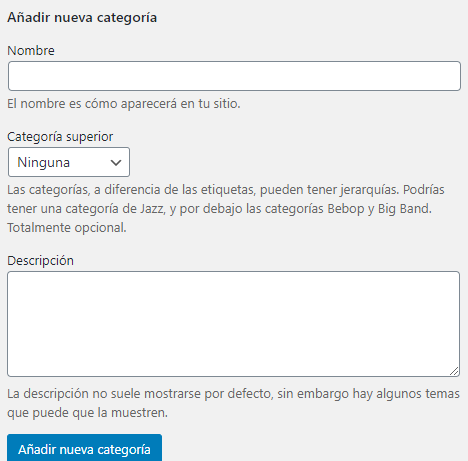 Añadir nueva categoría
Nombre
El nombre es cómo aparecerá en tu sitio.
Categoría superior
Ninguna
Las categorías, a diferencia de las etiquetas, pueden tener jerarquías. Podrías
tener una categoría de Jazz, y por debajo las categorías Bebop y Big Band.
Totalmente opcional.
Descripción
La descripción no suele mostrarse por defecto, sin embargo hay algunos temas
que puede que la muestren.
Añadir nueva categoría